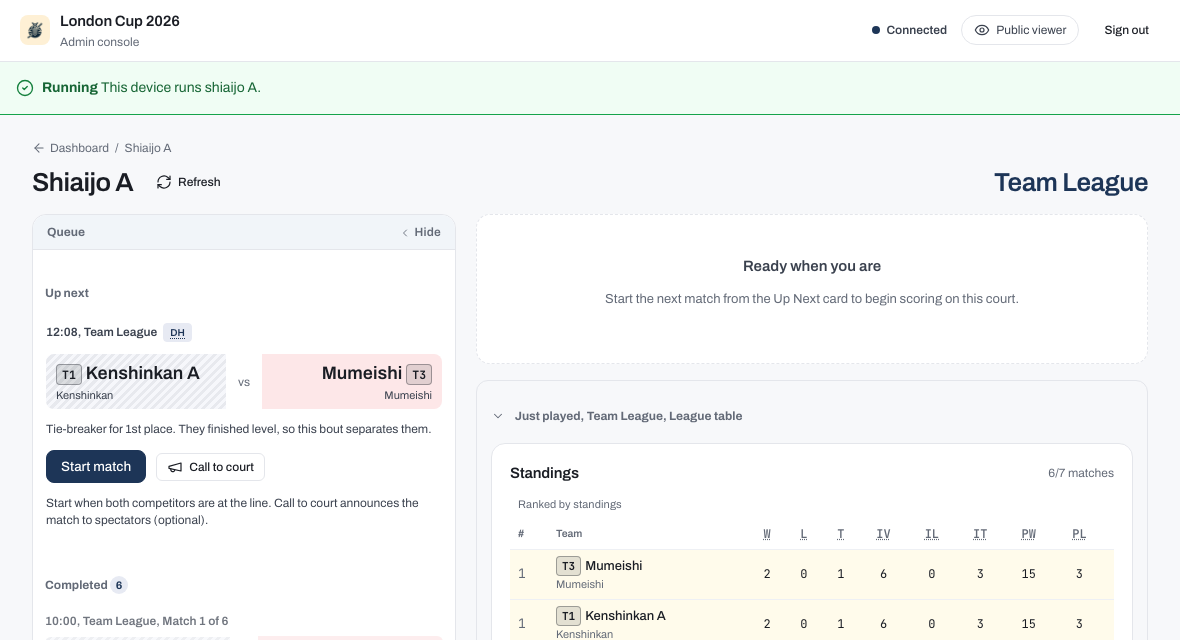 London Cup 2026
Admin console
Connected
Public viewer
Sign out
Running This device runs shiaijo A.
Dashboard / Shiaijo A
Shiaijo A
Refresh
Team League
Queue
Hide
Up next
12:08, Team League DH
T1 Kenshinkan A
Kenshinkan
vs
Mumeishi T3
Mumeishi
Tie-breaker for 1st place. They finished level, so this bout separates them.
Start match
Call to court
Start when both competitors are at the line. Call to court announces the
match to spectators (optional).
Completed 6
10:00, Team League, Match 1 of 6
Ready when you are
Start the next match from the Up Next card to begin scoring on this court.
Just played, Team League, League table
Standings
6/7 matches
Ranked by standings
# Team W L T IV IL IT PW PL
1 T3 Mumeishi 2 0 1 6 0 3 15 3
Mumeishi
1 T1 Kenshinkan A 2 0 1 6 0 3 15 3
Kenshinkan